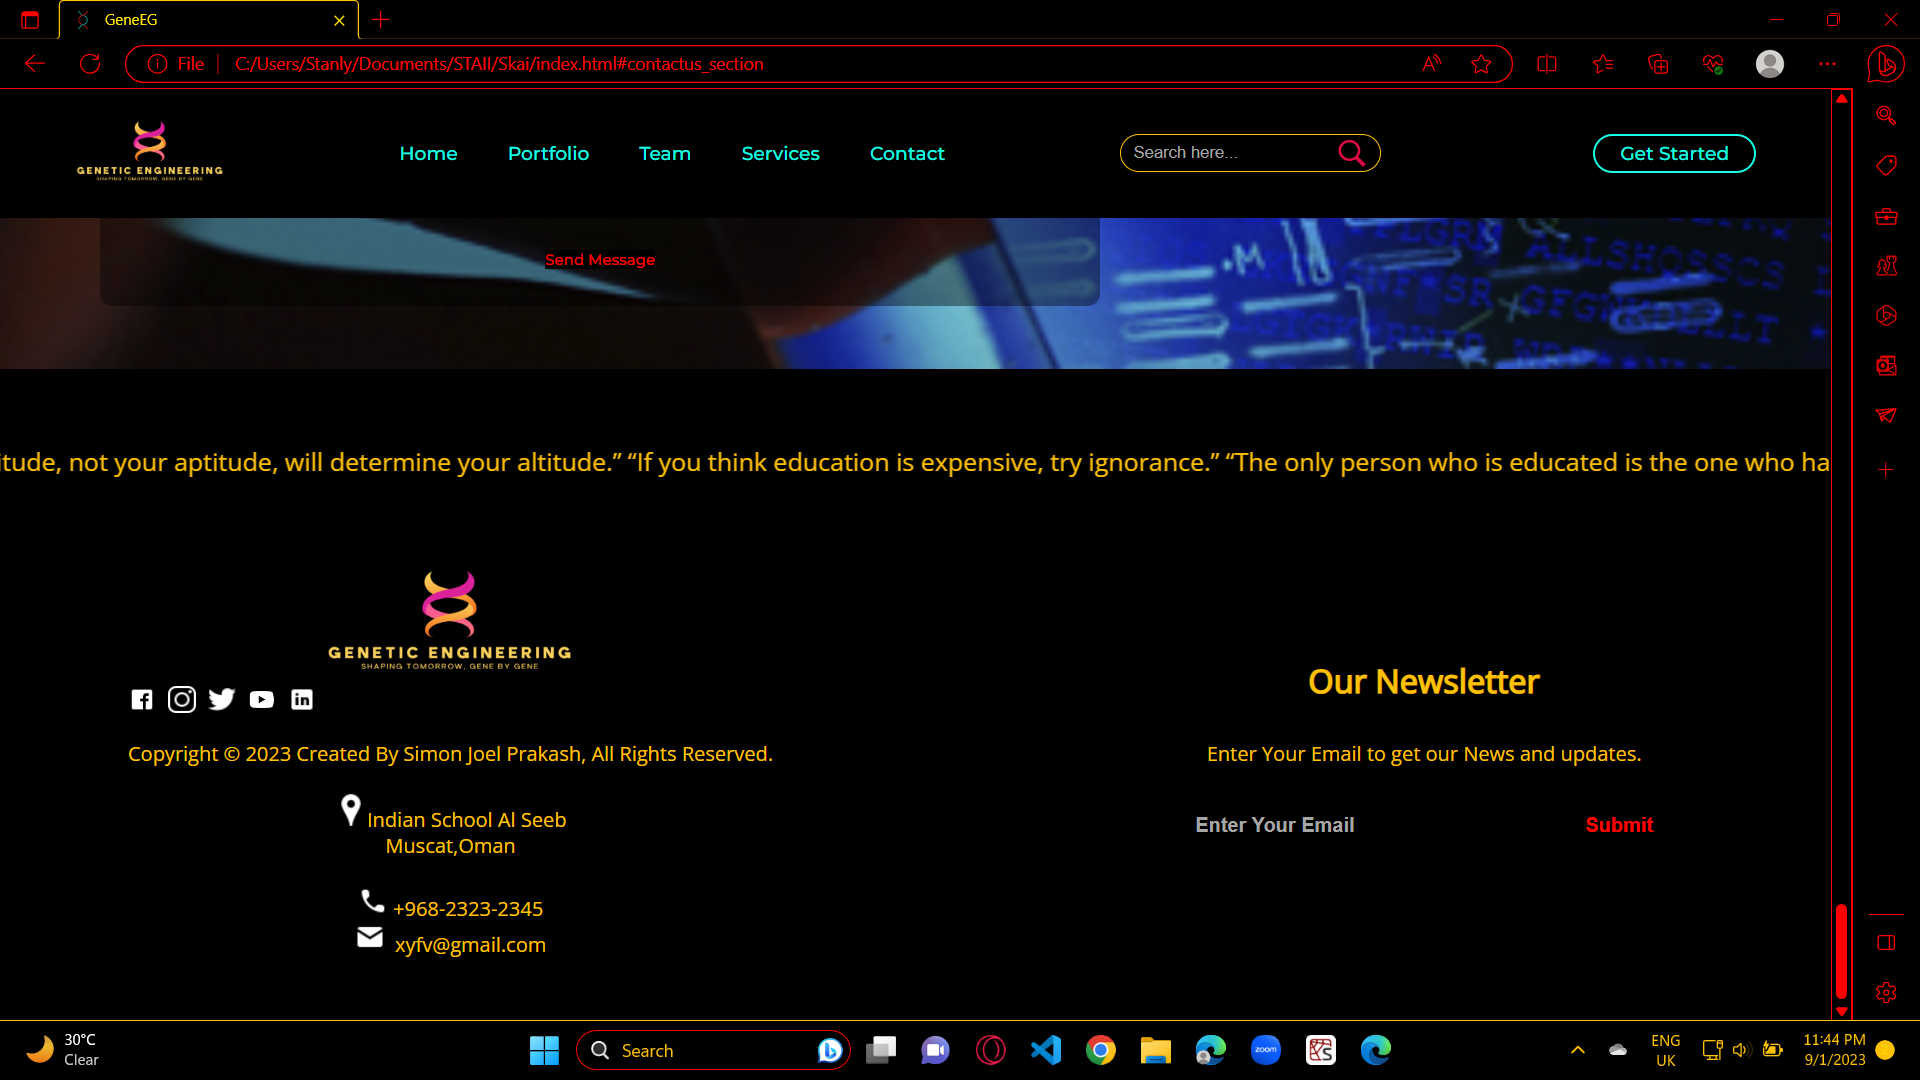 GeneEG
File
C:/Users/Stanly/Documents/STAII/Skai/index.html#contactus_section
GENETIC ENGINEERING
SHAPING TOMORROW, GENE BY GENE
Home Portfolio Team Services Contact
Search here...
Get Started
Send Message
.M
ALLSHOSSCS
itude, not your aptitude, will determine your altitude.” “If you think education is expensive, try ignorance.” “The only person who is educated is the one who ha
GENETIC ENGINEERING
SHAPING TOMORROW, GENE BY GENE
Copyright © 2023 Created By Simon Joel Prakash, All Rights Reserved.
Indian School Al Seeb
Muscat,Oman
+968-2323-2345
xyfv@gmail.com
Our Newsletter
Enter Your Email to get our News and updates.
Enter Your Email
Submit
30°C
Clear
Search
zoom
ENG
UK
11:44 PM
9/1/2023